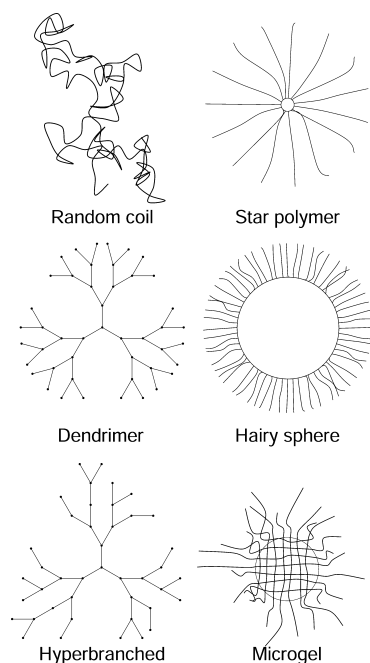 Random coil
Star polymer
Dendrimer
Hairy sphere
Hyperbranched
Microgel